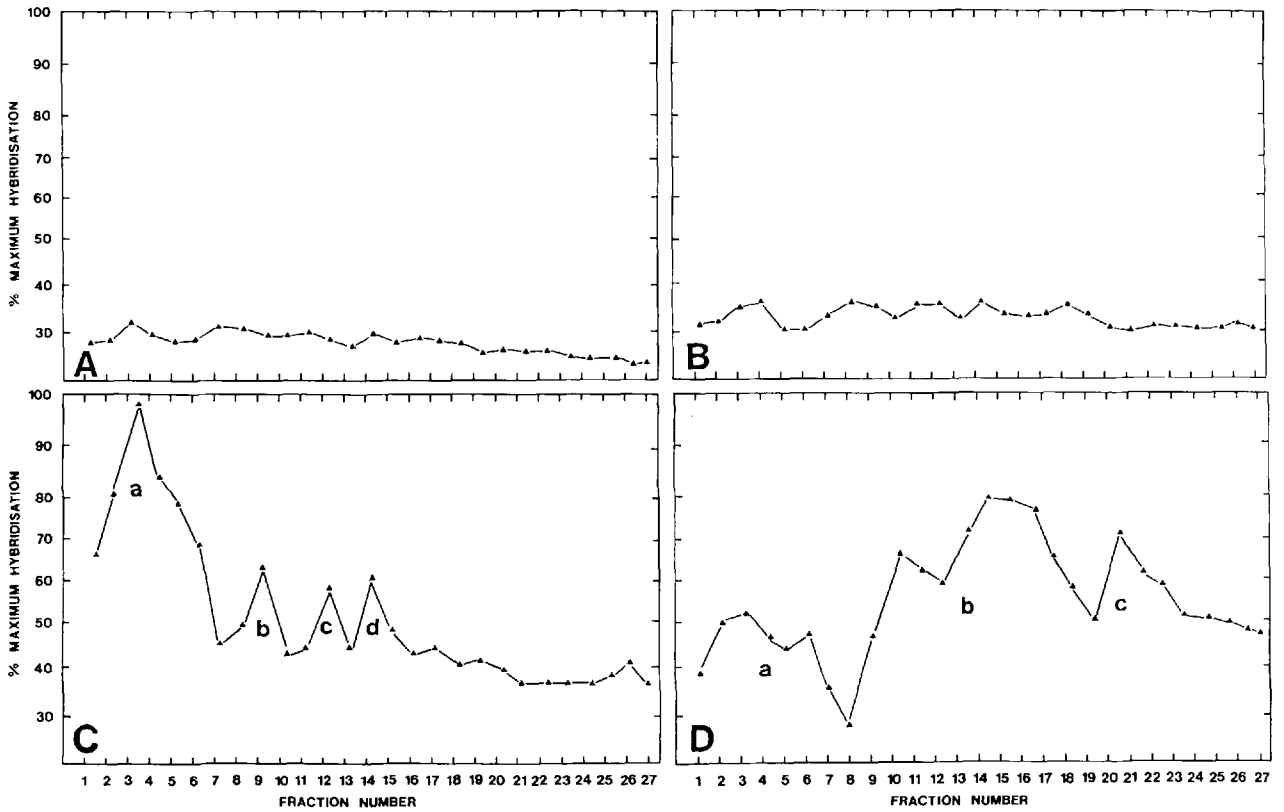 100
90
80
70
60
50
40
30
% MAXIMUM HYBRIDISATION
A
B
100
90
80
70
60
50
40
30
% MAXIMUM HYBRIDISATION
a
b
c
d
C
a
b
c
D
1 2 3 4 5 6 7 8 9 10 11 12 13 14 15 16 17 18 19 20 21 22 23 24 25 26 27
FRACTION NUMBER
1 2 3 4 5 6 7 8 9 10 11 12 13 14 15 16 17 18 19 20 21 22 23 24 25 26 27
FRACTION NUMBER